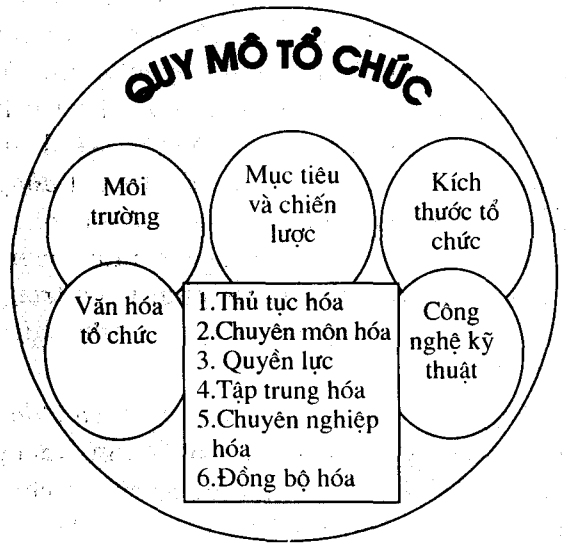 QUY MÔ TỔ CHỨC
Môi
trường
Mục tiêu
và chiến
lược
Kích
thước tổ
chức
Văn hóa
tổ chức
1.Thủ tục hóa
2.Chuyên môn hóa
3. Quyền lực
4.Tập trung hóa
5.Chuyên nghiệp
hóa
6.Đồng bộ hóa
Công
nghệ kỹ
thuật